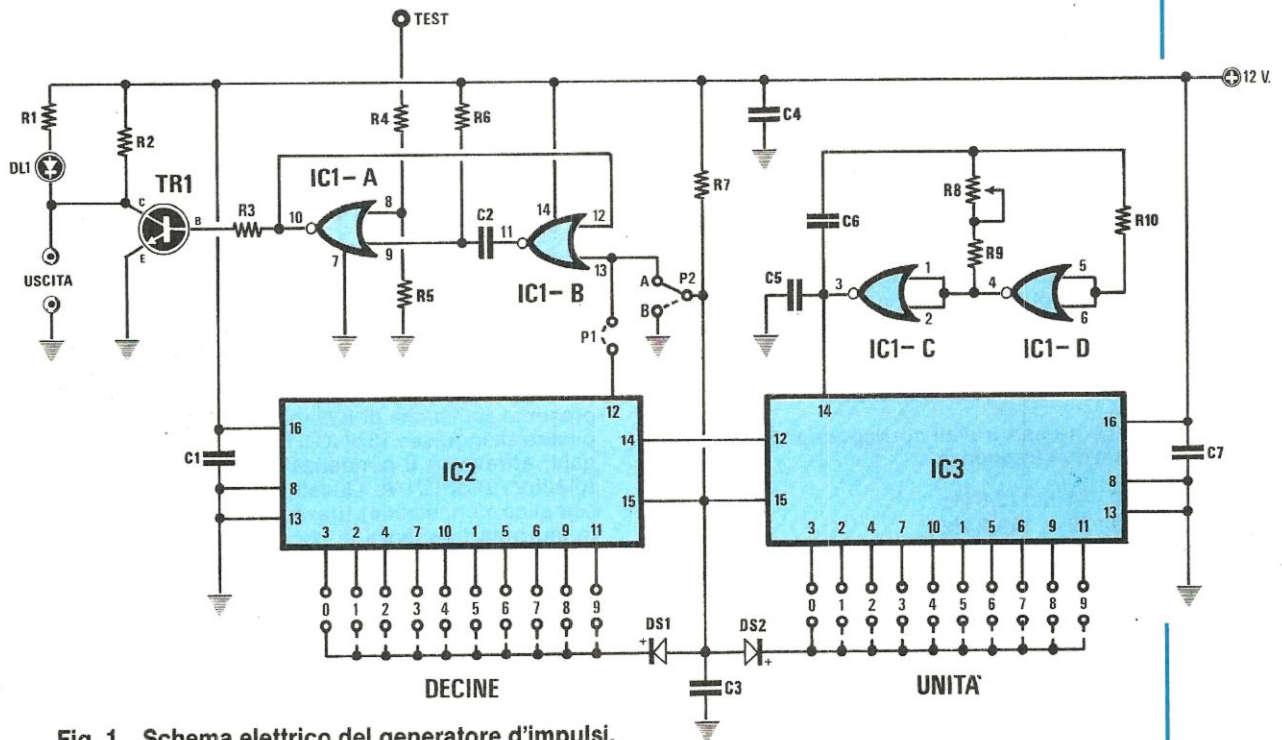 TEST
12 V.
R1
R2
R4
R6
C4
DL1
TR1
IC1-A
R7
R8
R10
C
B
E
R3
10
8
9
7
C2
11
14
12
13
IC1-B
C6
R9
USCITA
R5
A
B
P2
P1
C5
3
1
2
4
5
6
IC1-C
IC1-D
12
14
C1
16
8
13
IC2
14
15
12
15
IC3
16
8
13
C7
3 2 4 7 10 1 5 6 9 11
3 2 4 7 10 1 5 6 9 11
0 1 2 3 4 5 6 7 8 9
0 1 2 3 4 5 6 7 8 9
DS1
DS2
+
+
DECINE
C3
UNITÀ
Fig. 1 Schema elettrico del generatore d'impulsi.